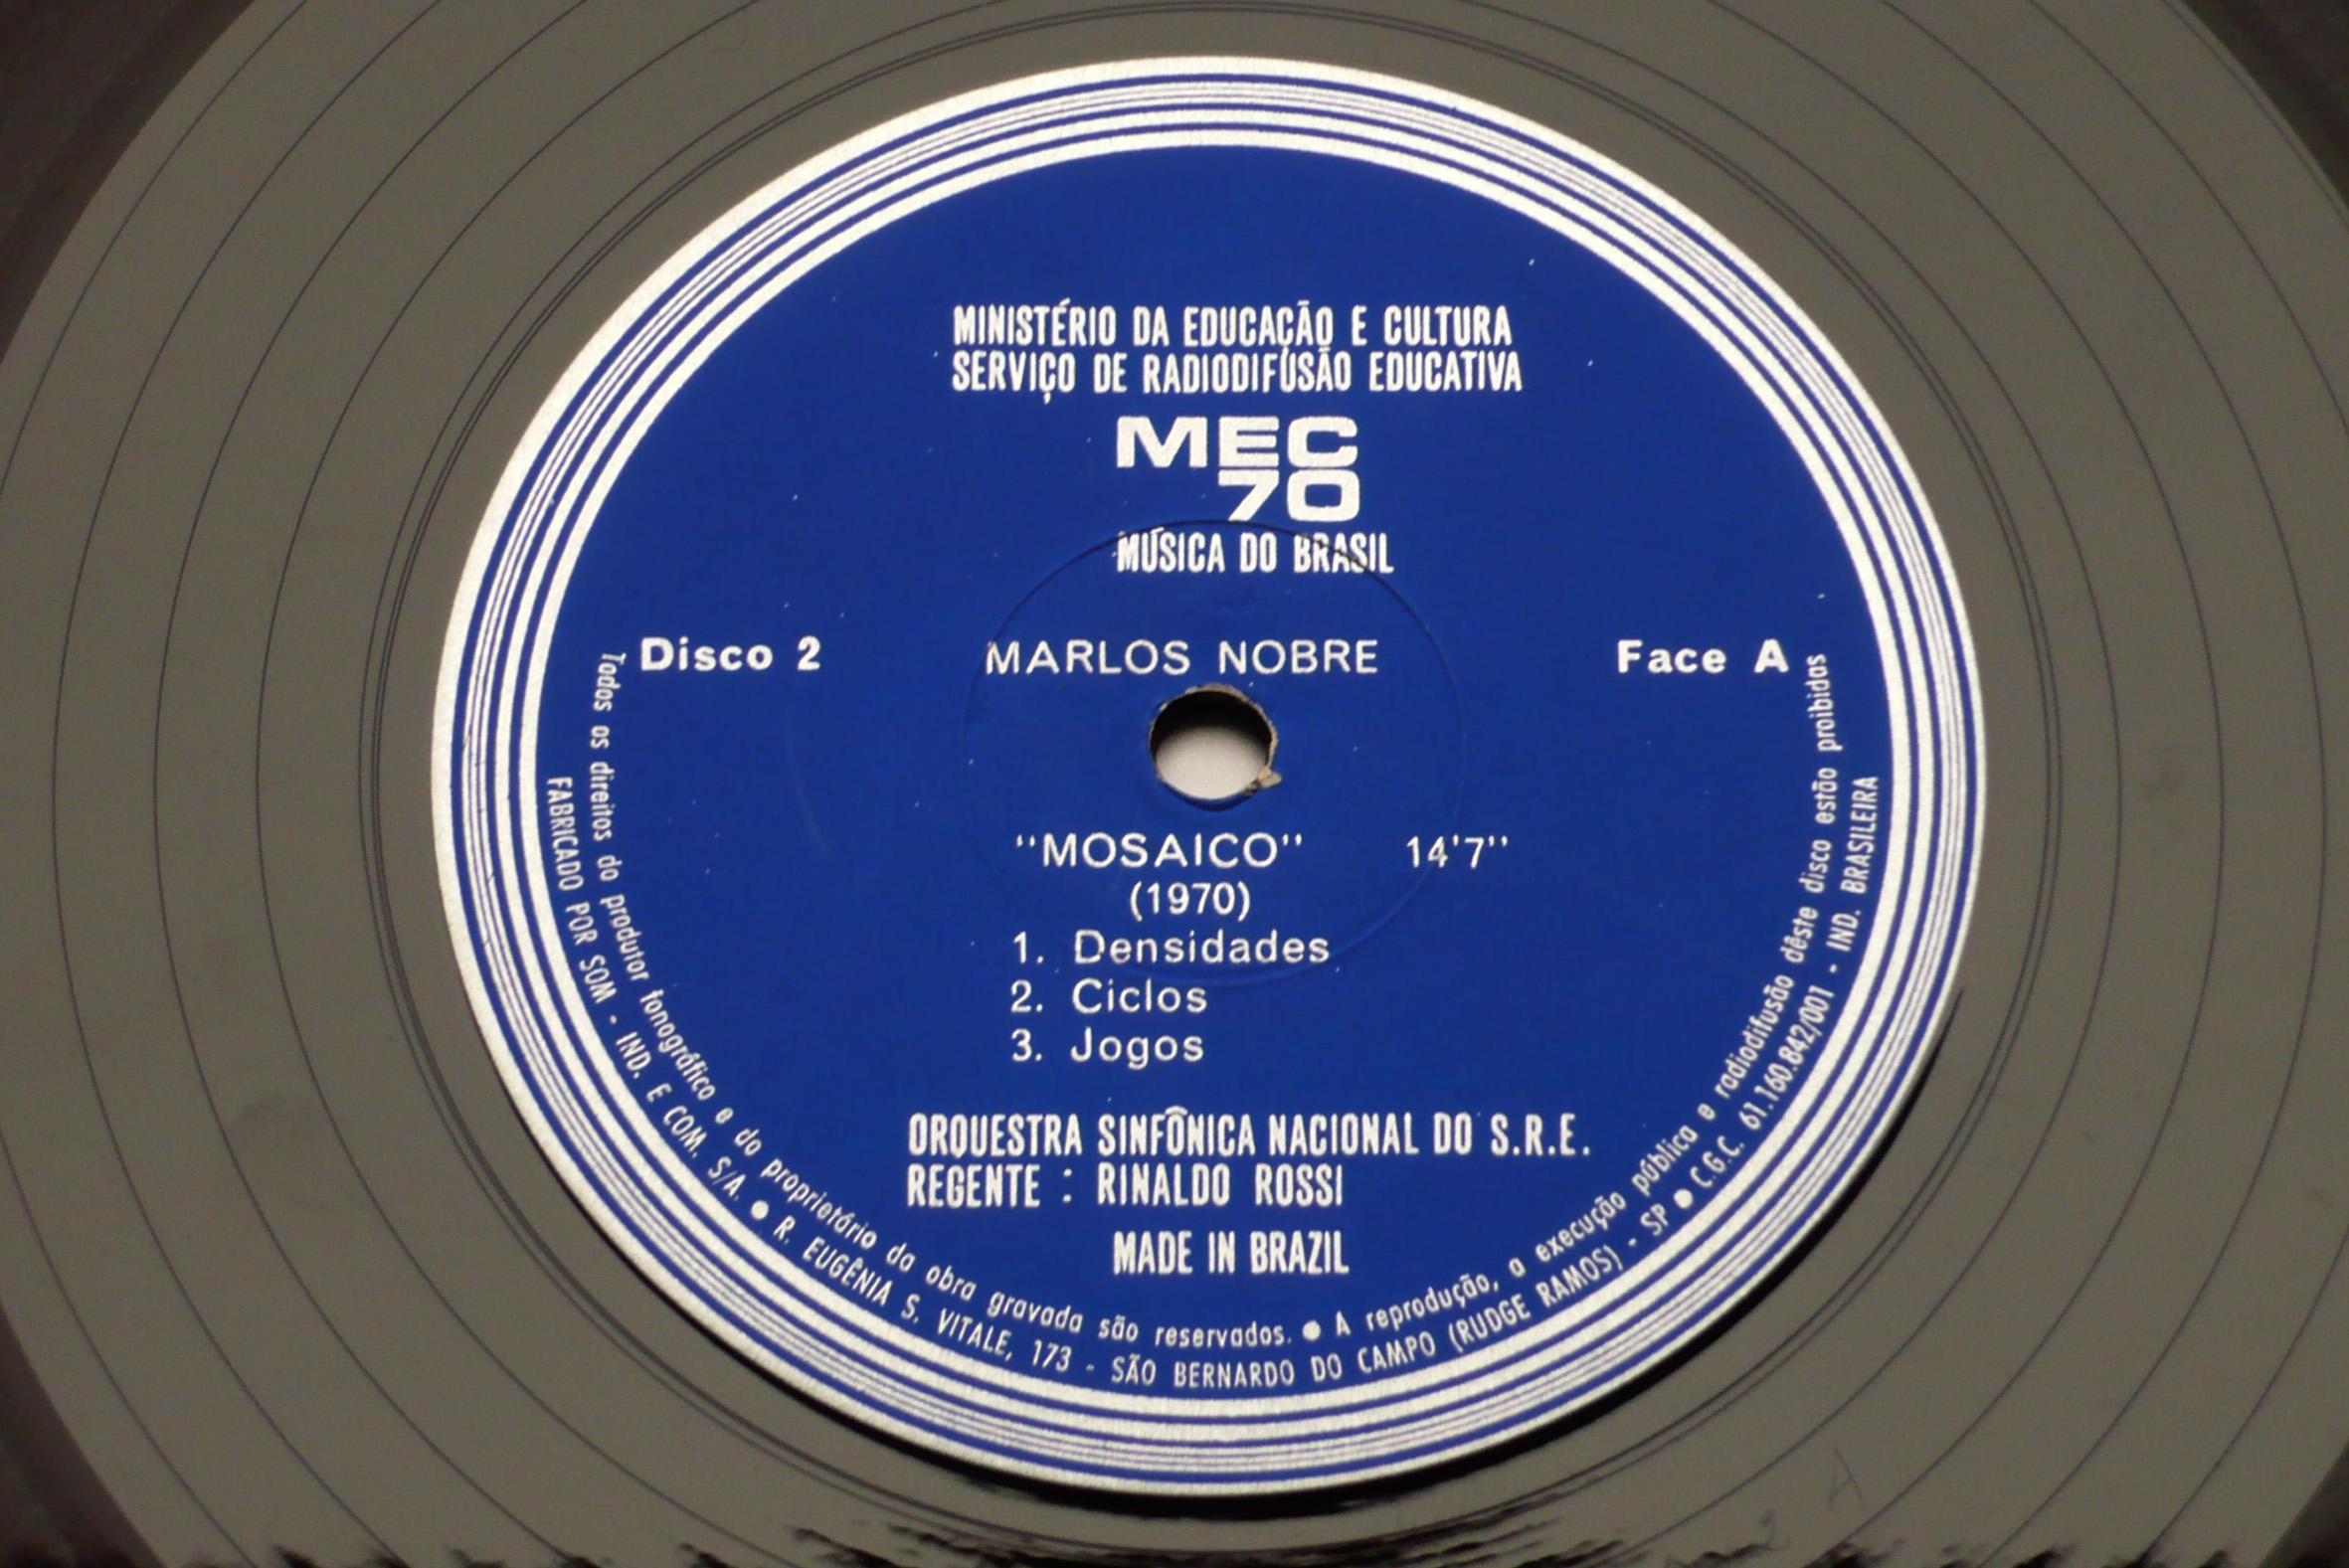 MINISTÉRIO DA EDUCAÇÃO E CULTURA
SERVIÇO DE RADIODIFUSÃO EDUCATIVA
MEC
70
MÚSICA DO BRASIL
Disco 2 MARLOS NOBRE Face A
"MOSAICO" 14'7"
(1970)
1. Densidades
2. Ciclos
3. Jogos
ORQUESTRA SINFÔNICA NACIONAL DO S.R.E.
REGENTE : RINALDO ROSSI
MADE IN BRAZIL
Todos os direitos do produtor fonográfico e do proprietário da obra gravada são reservados. ● A reprodução, a execução pública e radiodifusão dêste disco estão proibidas
FABRICADO POR SOM - IND. E COM. S/A. ● R. EUGÊNIA S. VITALE, 173 - SÃO BERNARDO DO CAMPO (RUDGE RAMOS) - SP ● C.G.C. 61.160.842/001 - IND. BRASILEIRA